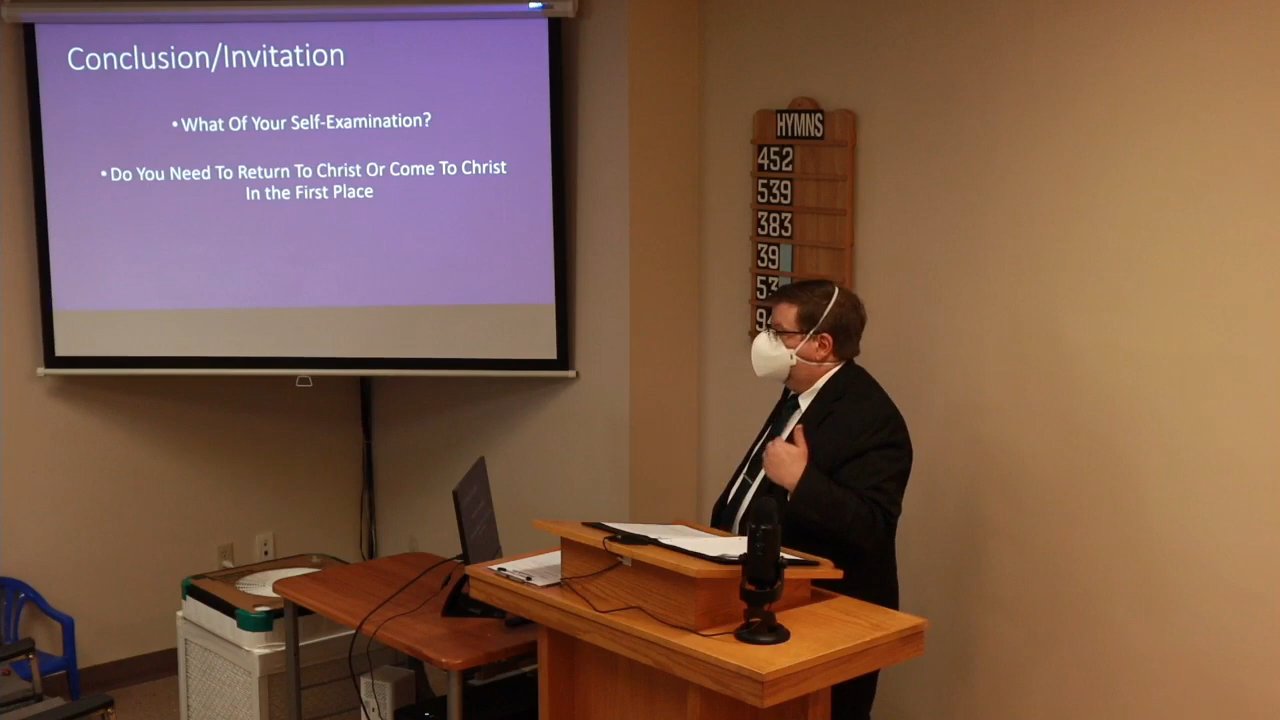 Conclusion/Invitation
• What Of Your Self-Examination?
• Do You Need To Return To Christ Or Come To Christ
In the First Place
HYMNS
452
539
383
39